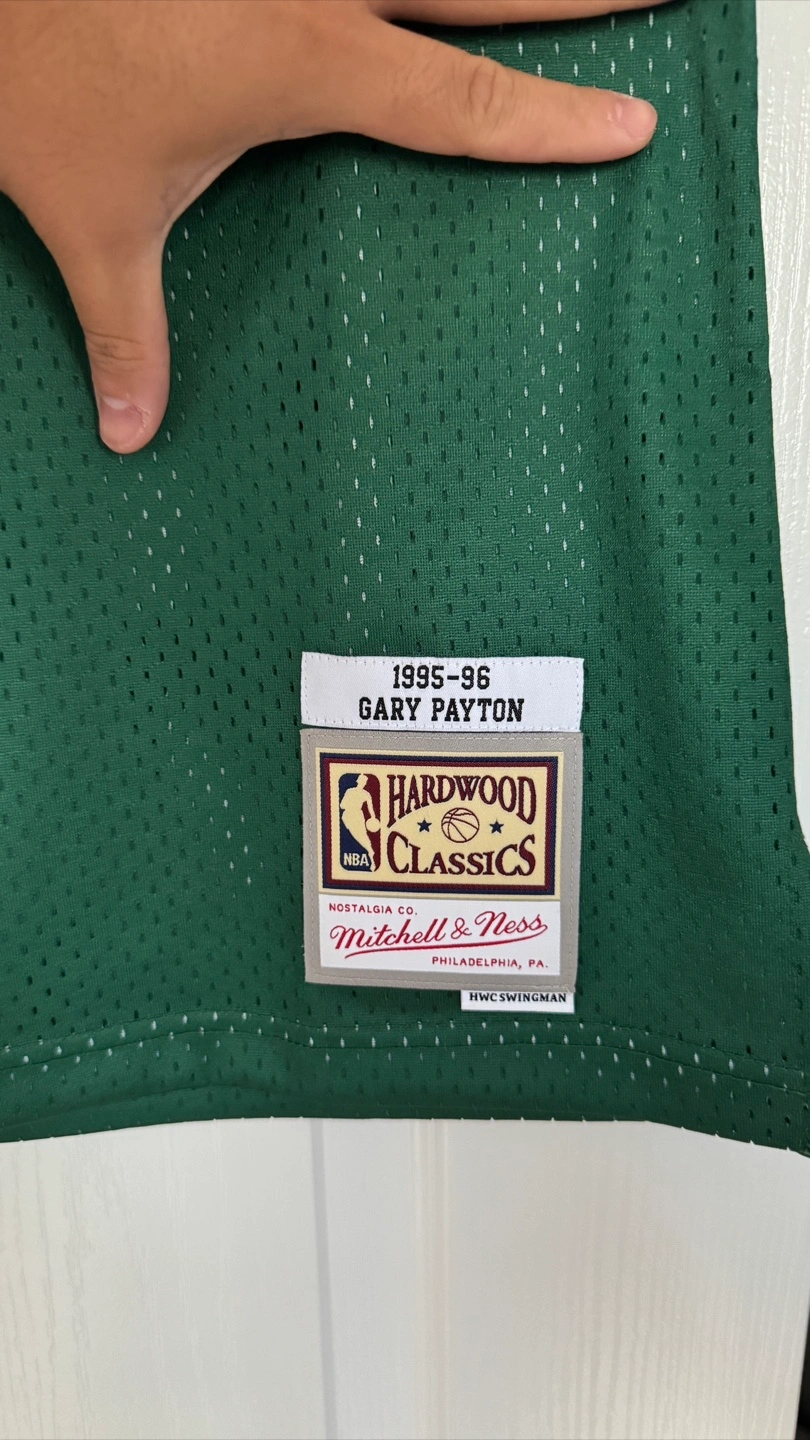 1995-96
GARY PAYTON
HARDWOOD
NBA
CLASSICS
NOSTALGIA CO.
Mitchell & Ness
PHILADELPHIA, PA.
HWC SWINGMAN